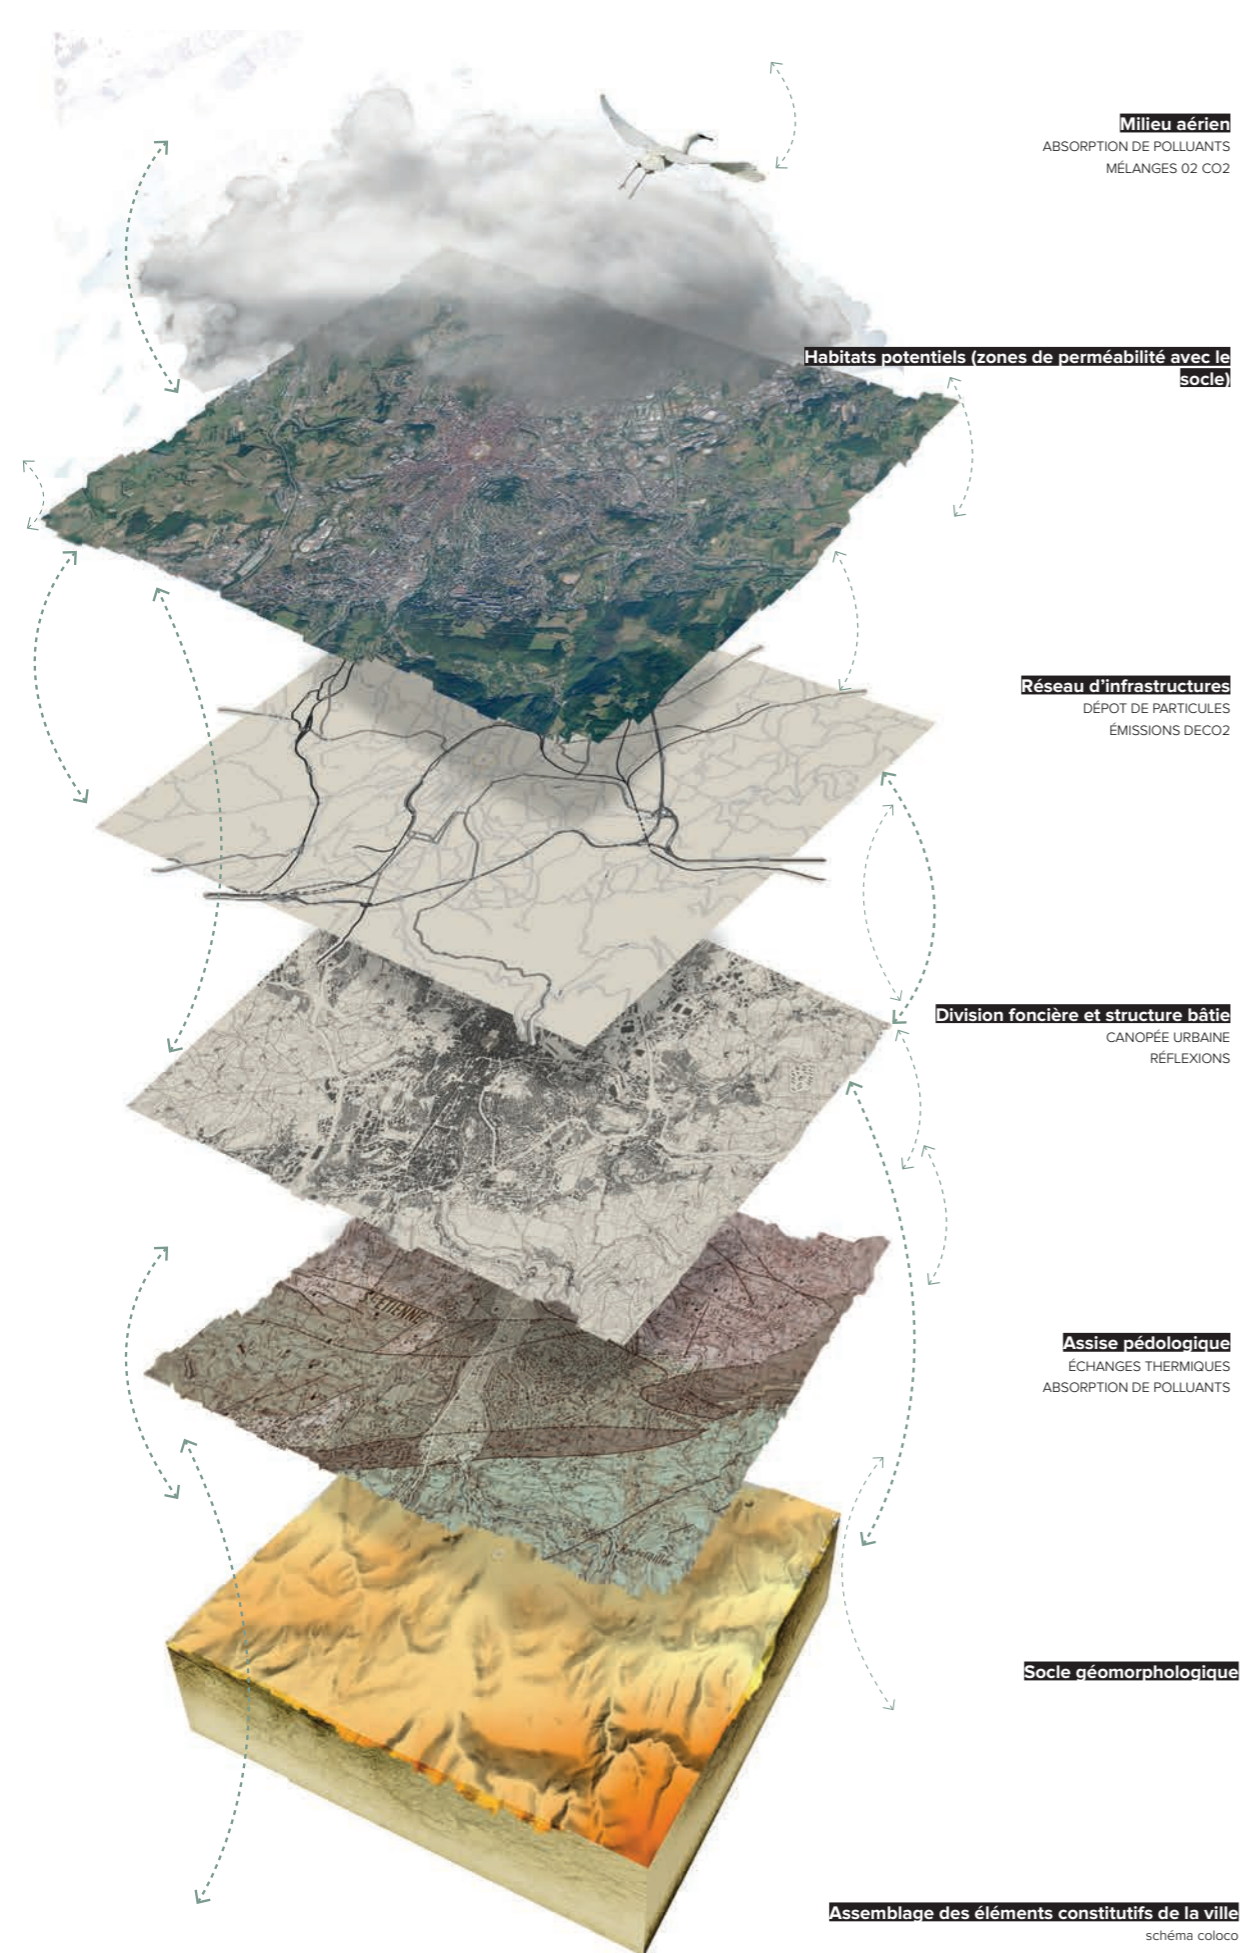 Milieu aérien
ABSORPTION DE POLLUANTS
MÉLANGES 02 CO2
Habitats potentiels (zones de perméabilité avec le
socle)
Réseau d'infrastructures
DÉPOT DE PARTICULES
ÉMISSIONS DECO2
Division foncière et structure bâtie
CANOPÉE URBAINE
RÉFLEXIONS
ST ETIENNE
Assise pédologique
ÉCHANGES THERMIQUES
ABSORPTION DE POLLUANTS
Socle géomorphologique
Assemblage des éléments constitutifs de la ville
schéma coloco